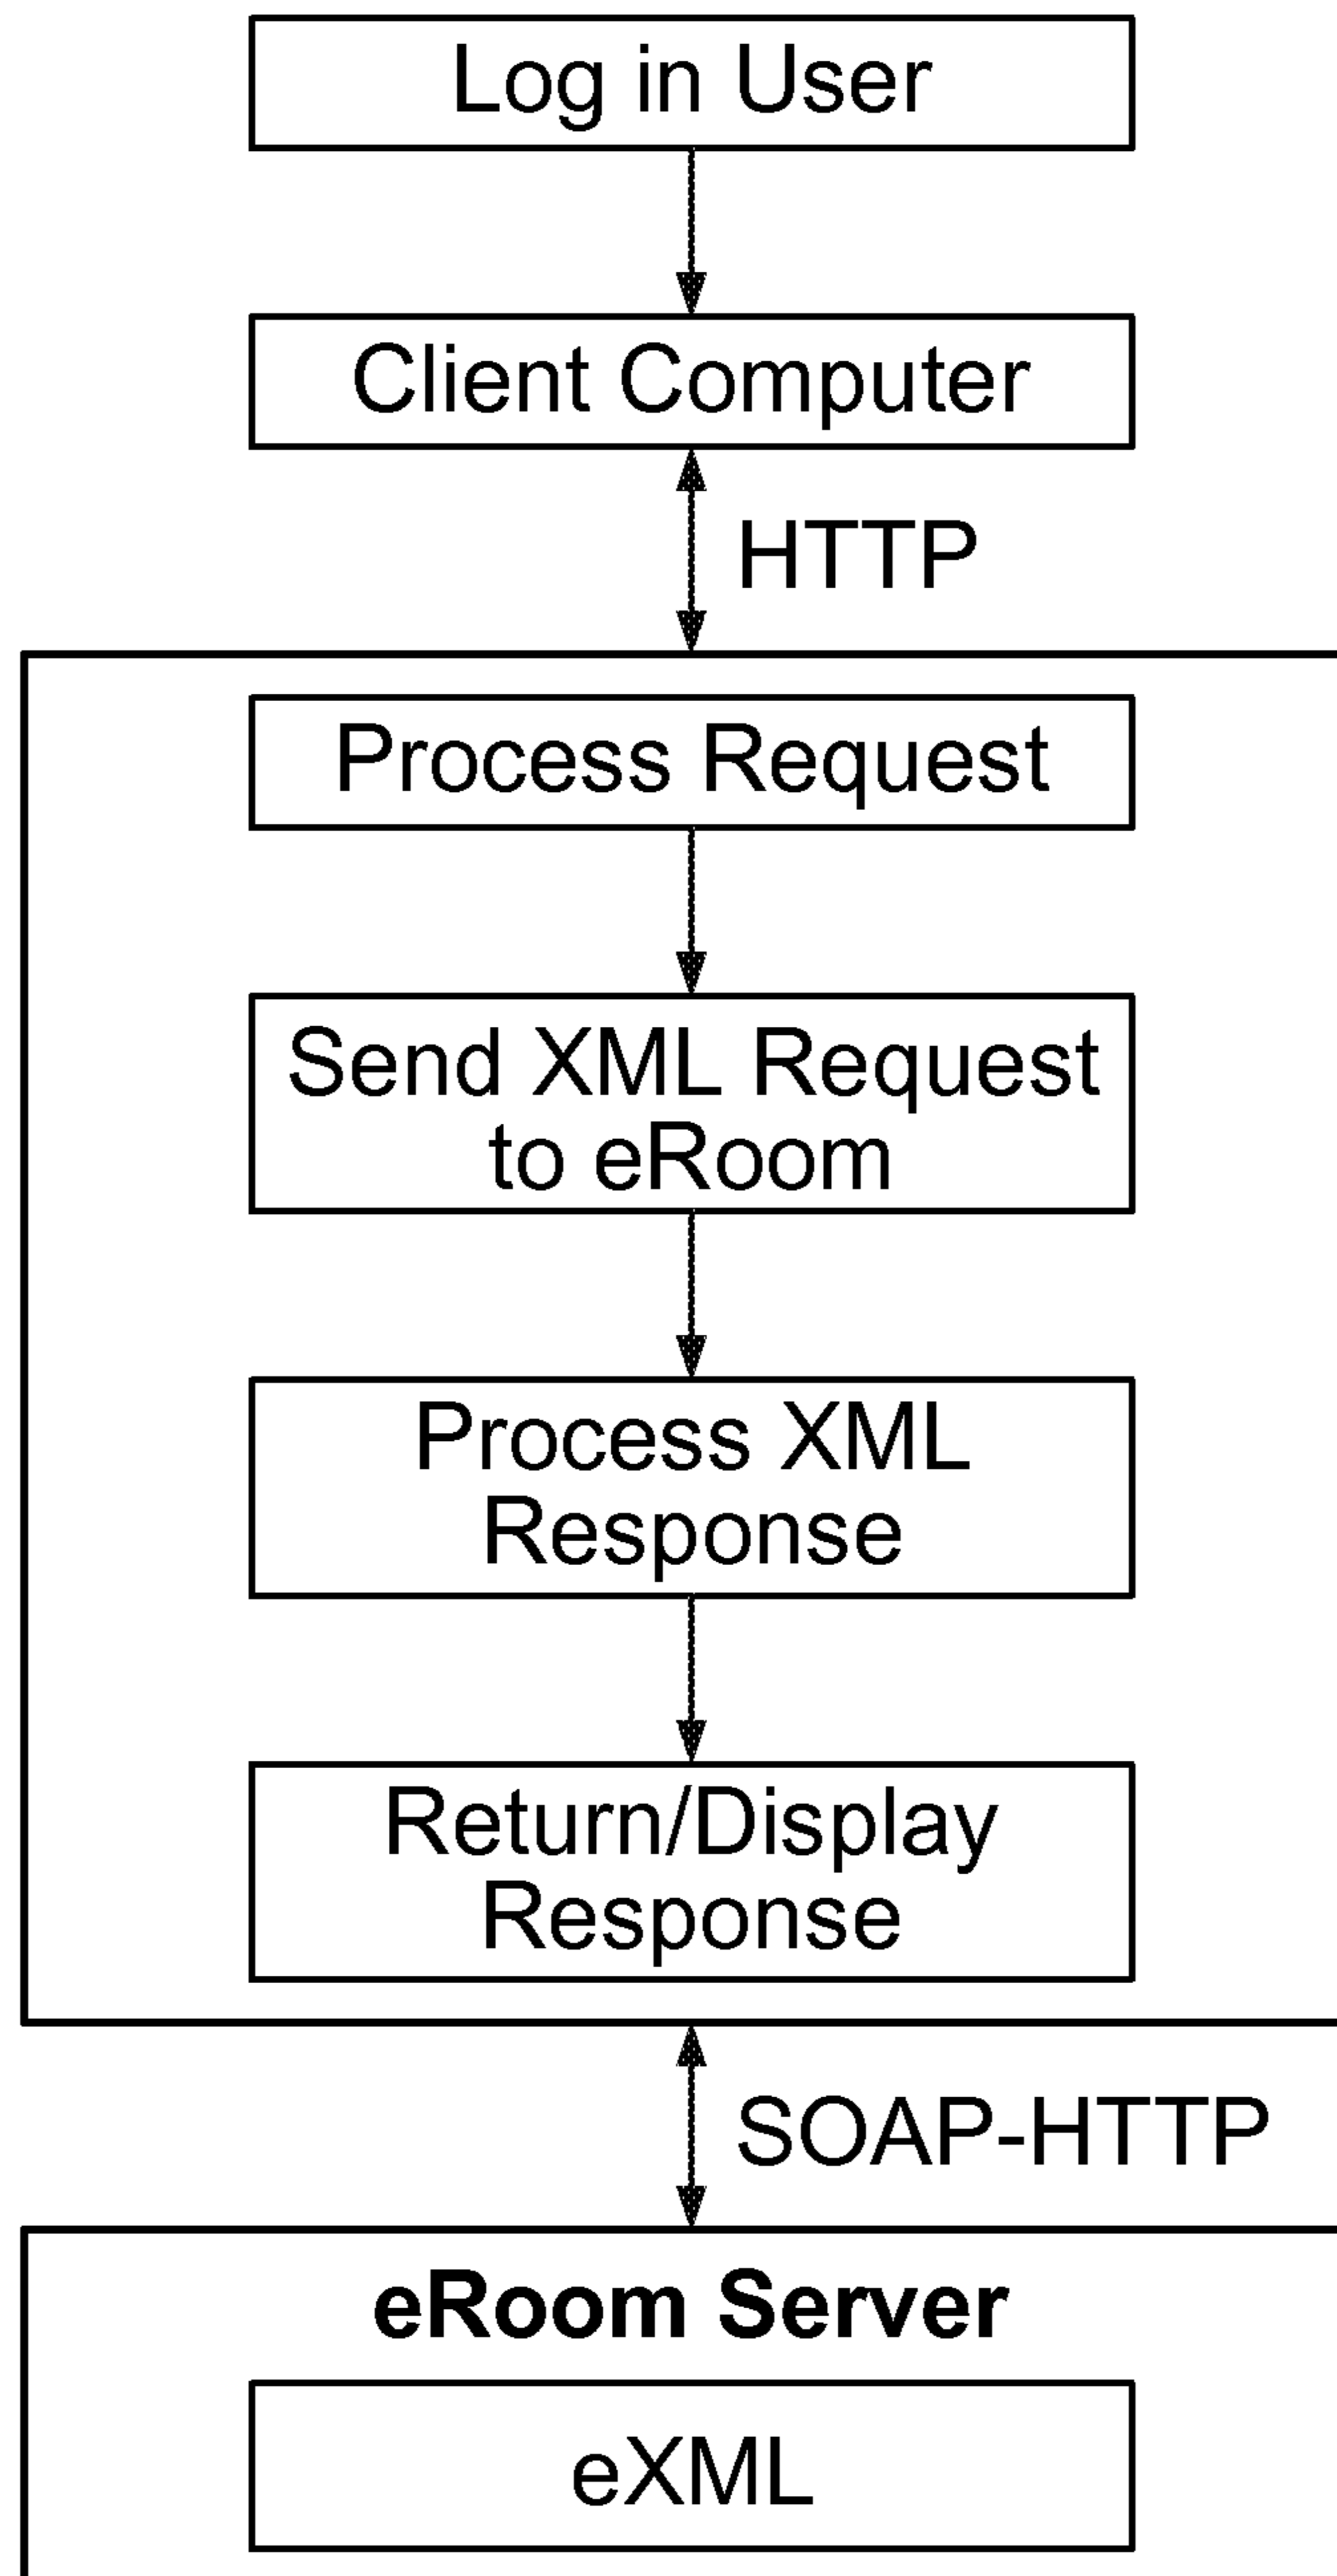 Log in User
Client Computer
HTTP
Process Request
Send XML Request
to eRoom
Process XML
Response
Return/Display
Response
SOAP-HTTP
eRoom Server
eXML